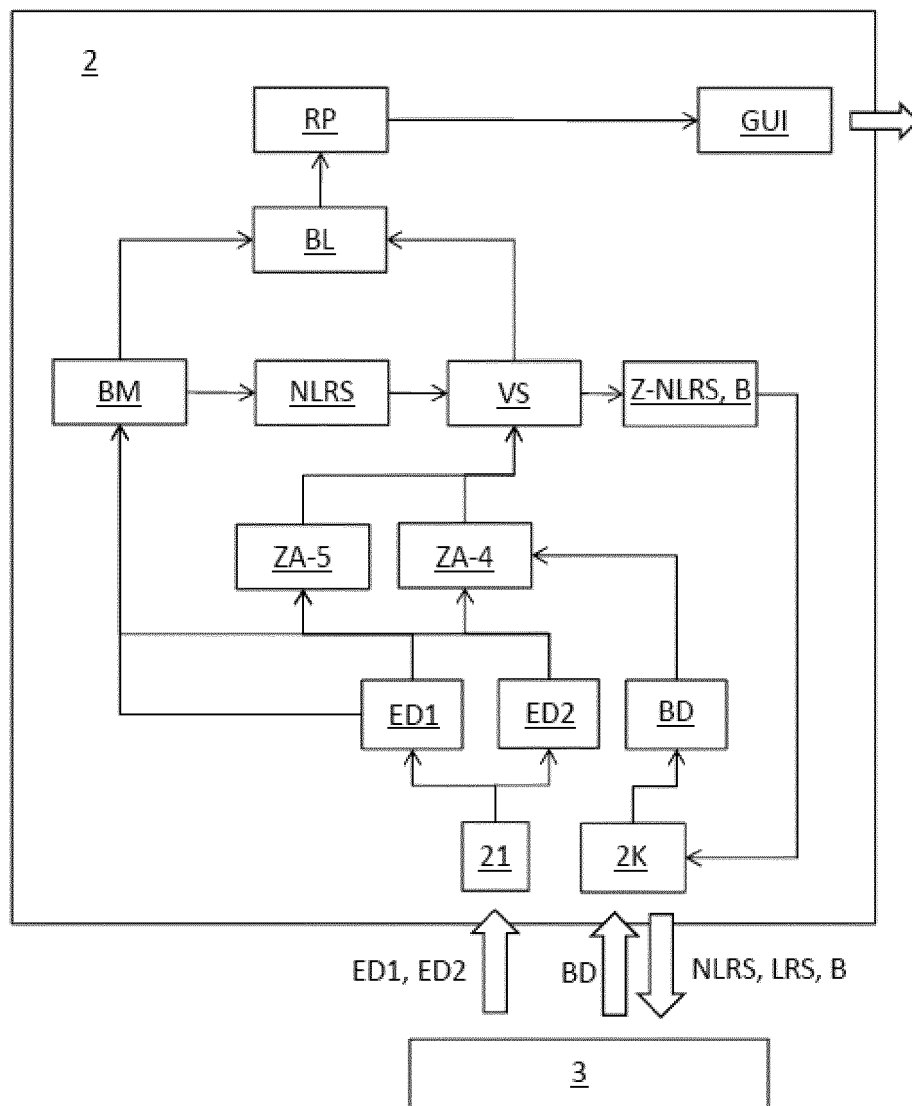 2
RP
GUI
BL
BM
NLRS
VS
Z-NLRS, B
ZA-5
ZA-4
ED1
ED2
BD
21
2K
ED1, ED2
BD
NLRS, LRS, B
3